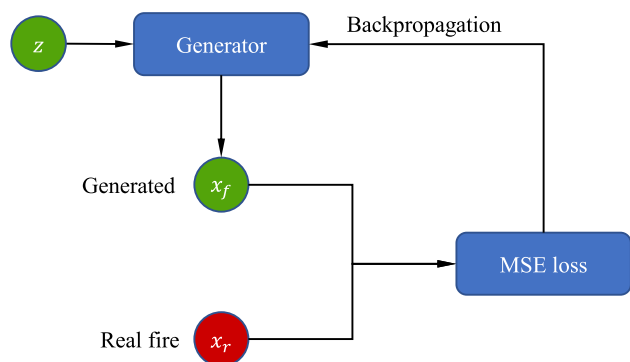 Backpropagation
z
Generator
Generated
x_f
MSE loss
Real fire
x_r